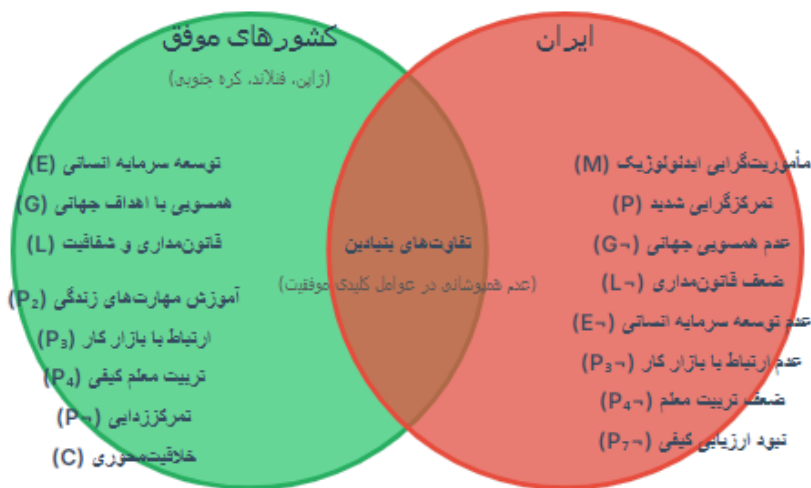 ایران
مأموریت‌گرایی ایدئولوژیک (M)
تمرکزگرایی شدید (P)
عدم همسویی جهانی (¬G)
ضعف قانون‌مداری (¬L)
عدم توسعه سرمایه انسانی (¬E)
عدم ارتباط با بازار کار (¬P₃)
ضعف تربیت معلم (¬P₄)
نبود ارزیابی کیفی (¬P₇)
تفاوت‌های بنیادین
(عدم همپوشانی در عوامل کلیدی موفقیت)
کشورهای موفق
(ژاپن، فنلاند، کره جنوبی)
توسعه سرمایه انسانی (E)
همسویی با اهداف جهانی (G)
قانون‌مداری و شفافیت (L)
آموزش مهارت‌های زندگی (P₂)
ارتباط با بازار کار (P₃)
تربیت معلم کیفی (P₄)
تمرکززدایی (¬P)
خلاقیت‌محوری (C)